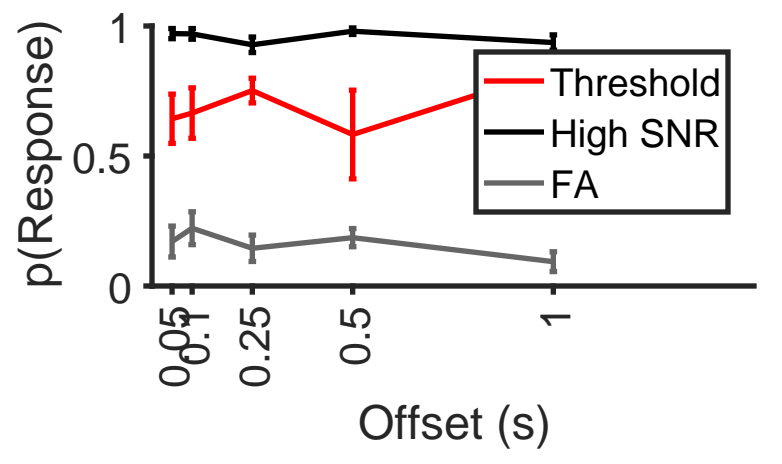 p(Response)
1
0.5
0
Threshold
High SNR
FA
0.05
0.1
0.25
0.5
1
Offset (s)